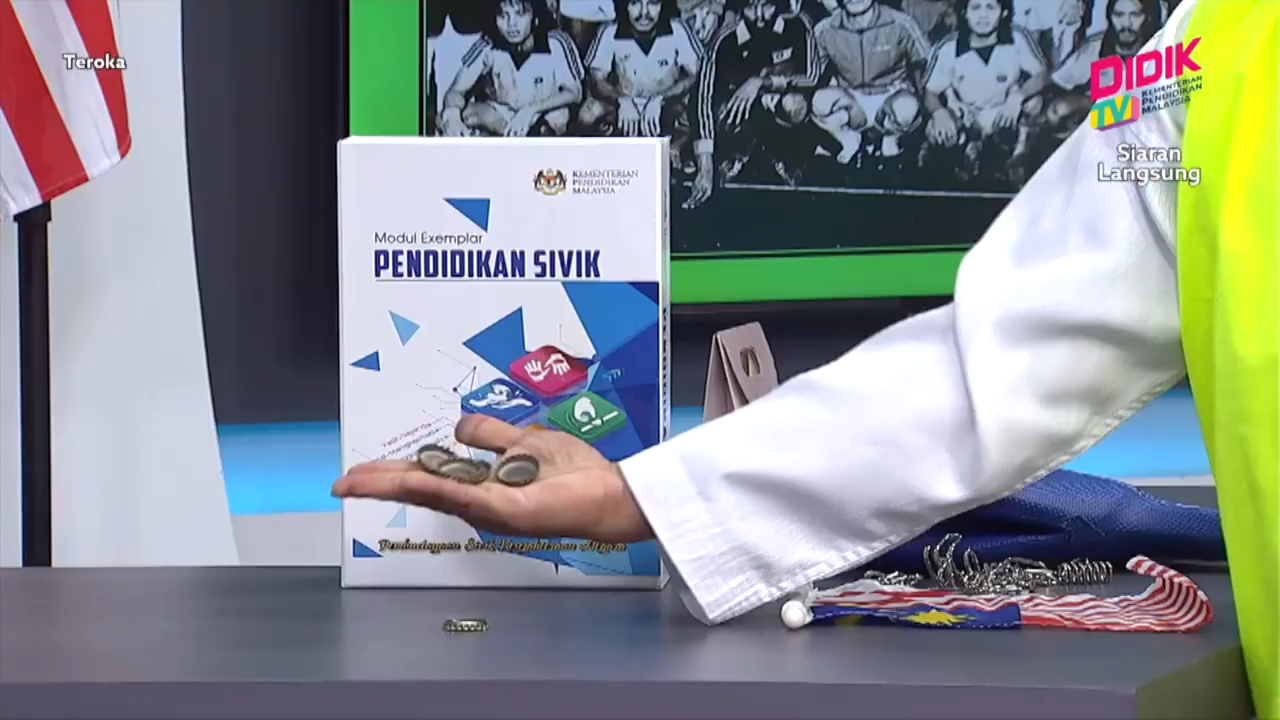 Teroka
DIDIK
TV
KEMENTERIAN
PENDIDIKAN
MALAYSIA
Siaran
Langsung
KEMENTERIAN
PENDIDIKAN
MALAYSIA
Modul Exemplar
PENDIDIKAN SIVIK